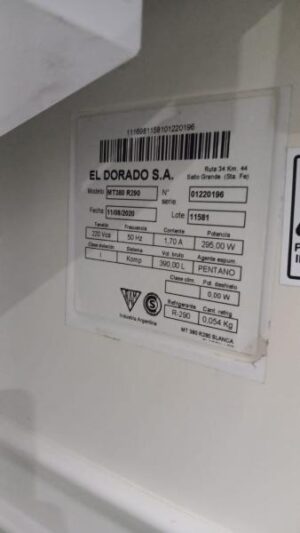 111698115810122​0196
EL DORADO S.A.
Ruta 34 Km. 44
Salto Grande (Sta. Fe)
Modelo MT380 R290 N° serie 01220196
Fecha 11/08/2020 Lote 11581
Tensión Frecuencia Corriente Potencia
220 Vca 50 Hz 1,70 A 295,00 W
Clase aislación Sistema Vol. bruto Agente espum
I Komp 390,00 L PENTANO
Clase clim Pot. deshielo
0,00 W
Refrigerante Cant. refrig
R-290 0.054 Kg
Industria Argentina
MT 380 R290 BLANCA